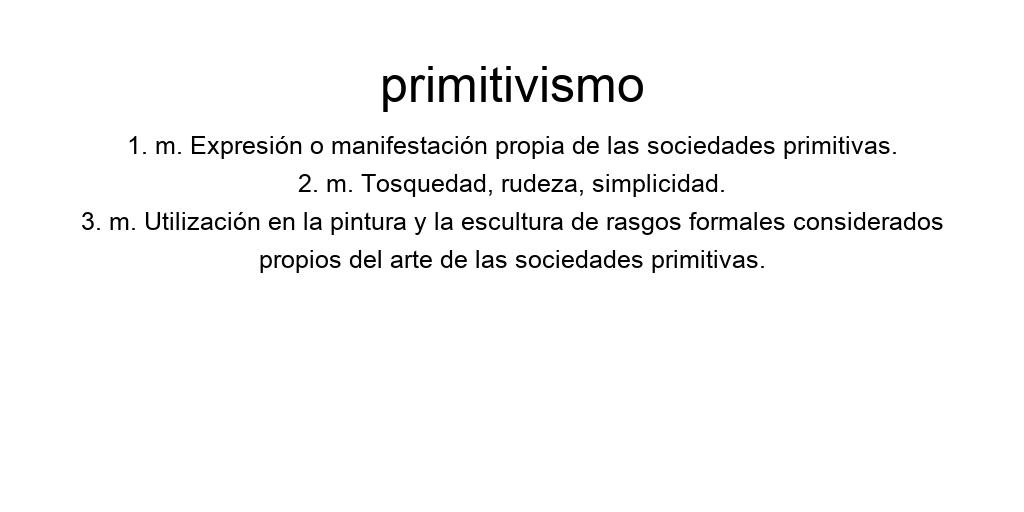 primitivismo
1. m. Expresión o manifestación propia de las sociedades primitivas.
2. m. Tosquedad, rudeza, simplicidad.
3. m. Utilización en la pintura y la escultura de rasgos formales considerados
propios del arte de las sociedades primitivas.